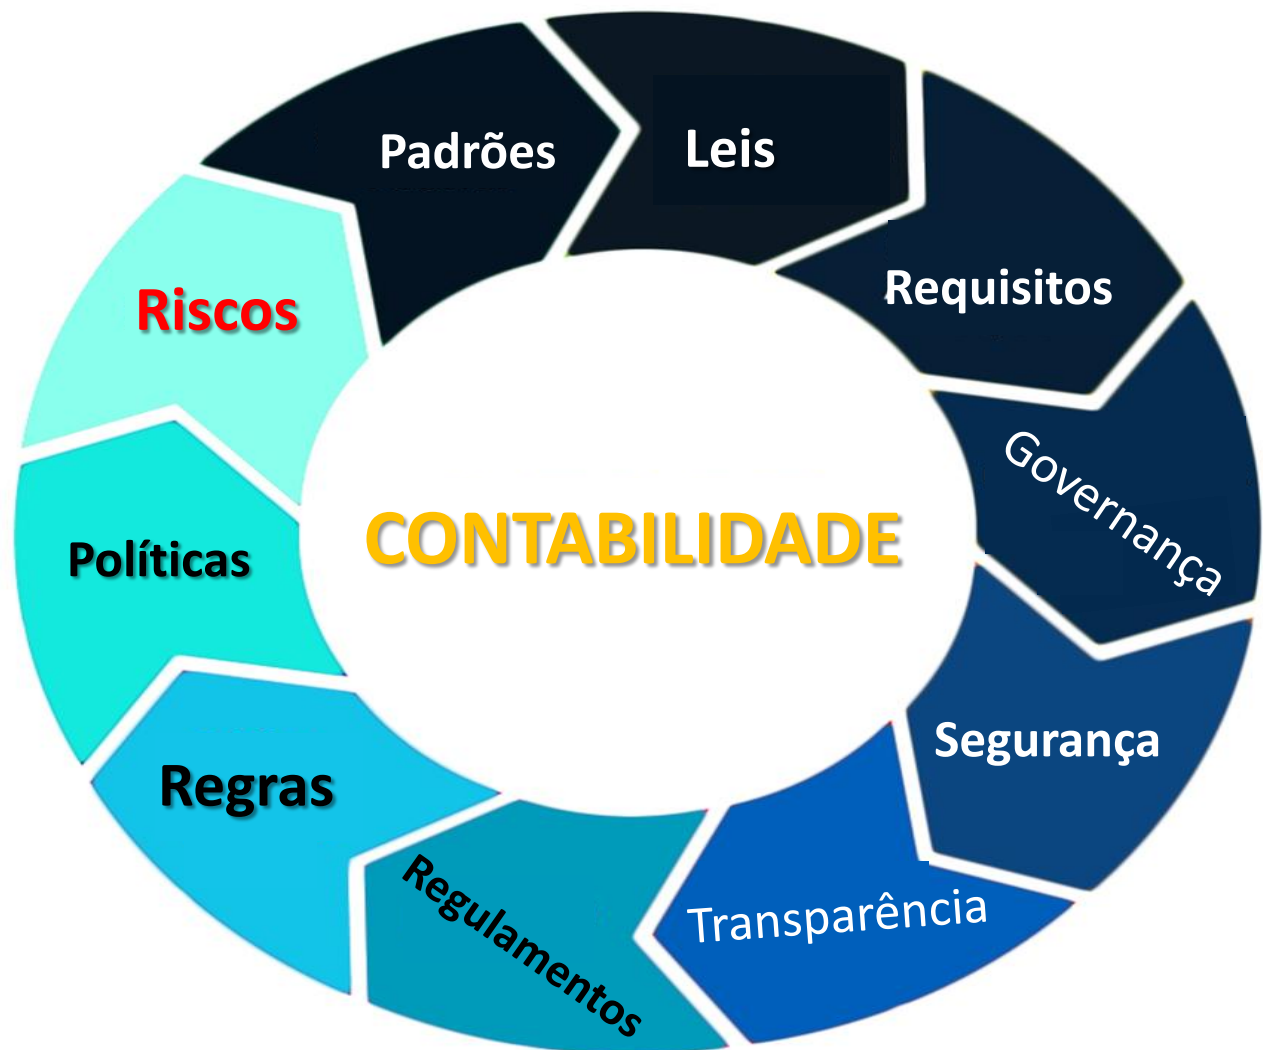 Padrões
Leis
Requisitos
Governança
Segurança
Transparência
Regulamentos
Regras
Políticas
Riscos
CONTABILIDADE